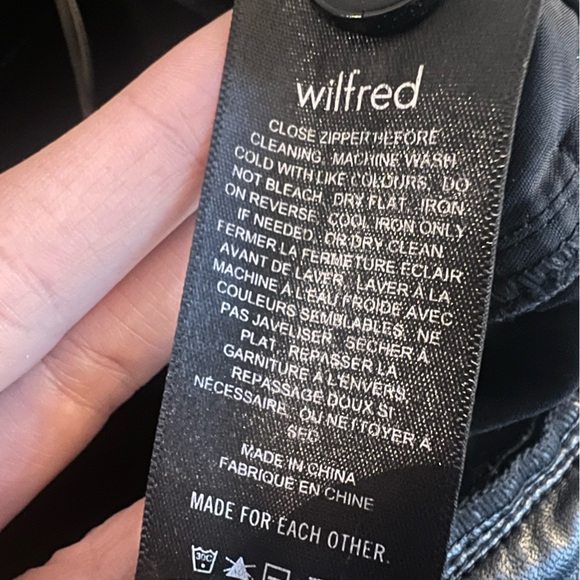 wilfred
CLOSE ZIPPER BEFORE
CLEANING. MACHINE WASH
COLD WITH LIKE COLOURS. DO
NOT BLEACH. DRY FLAT. IRON
ON REVERSE. COOL IRON ONLY
IF NEEDED. OR DRY CLEAN.
FERMER LA FERMETURE ÉCLAIR
AVANT DE LAVER. LAVER À LA
MACHINE À L'EAU FROIDE AVEC
COULEURS SEMBLABLES. NE
PAS JAVELISER. SÉCHER À
PLAT. REPASSER LA
GARNITURE À L'ENVERS.
REPASSAGE DOUX SI
NÉCESSAIRE. OU NETTOYER À
SEC.
MADE IN CHINA
FABRIQUÉ EN CHINE
MADE FOR EACH OTHER.
30C